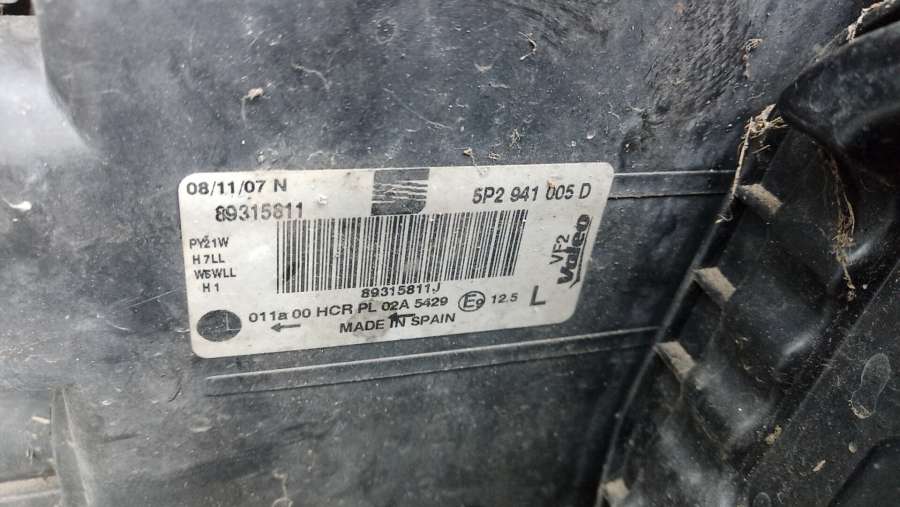 08/11/07 N
5P2 941 005 D
89315811
PY21W
H7LL
W5WLL
H1
VF2
Valeo
89315811J
L
011a 00 HCR PL 02A 5429 E9 12.5
MADE IN SPAIN